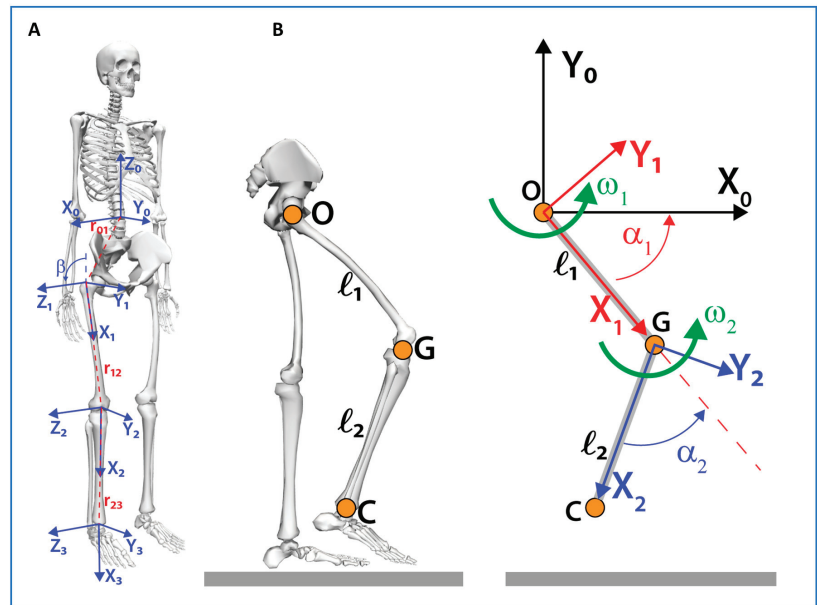 A
B
Z₀
X₀
Y₀
r₀₁
β
Z₁
Y₁
X₁
r₁₂
Z₂
Y₂
X₂
r₂₃
Z₃
Y₃
X₃
O
ℓ₁
G
ℓ₂
C
Y₀
Y₁
X₀
O
ω₁
α₁
ℓ₁
X₁
G
ω₂
Y₂
ℓ₂
α₂
X₂
C